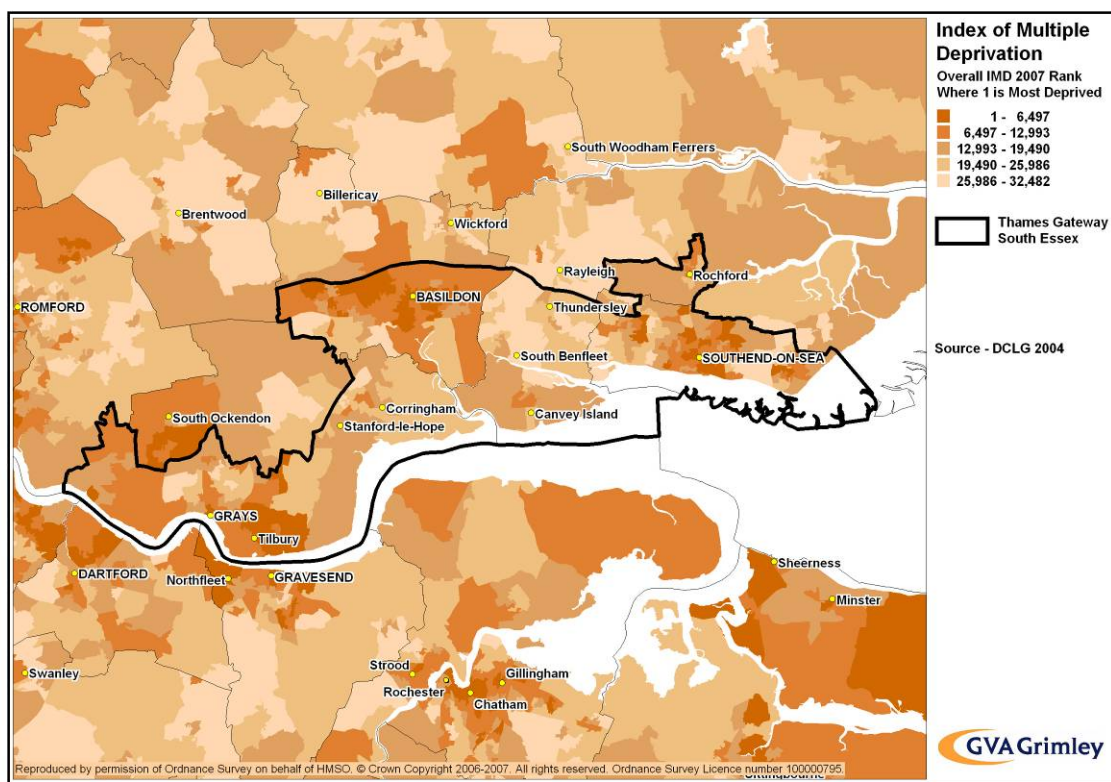 Index of Multiple
Deprivation
Overall IMD 2007 Rank
Where 1 is Most Deprived
1 - 6,497
6,497 - 12,993
12,993 - 19,490
19,490 - 25,986
25,986 - 32,482
Thames Gateway
South Essex
Source - DCLG 2004
South Woodham Ferrers
Billericay
Brentwood
Wickford
Rayleigh
Rochford
BASILDON
ROMFORD
Thundersley
South Benfleet
SOUTHEND-ON-SEA
Corringham
Canvey Island
South Ockendon
Stanford-le-Hope
GRAYS
Tilbury
Sheerness
DARTFORD
Northfleet
GRAVESEND
Minster
Swanley
Strood
Gillingham
Rochester
Chatham
GVA Grimley
Reproduced by permission of Ordnance Survey on behalf of HMSO. © Crown Copyright 2006-2007. All rights reserved. Ordnance Survey Licence number 100000795.